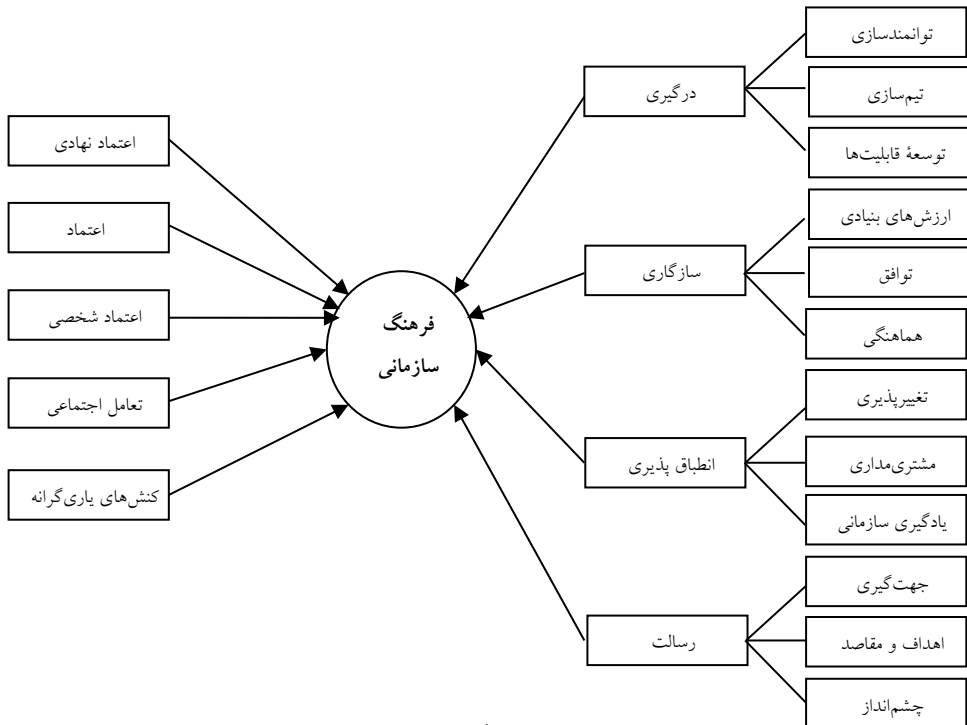 توانمندسازی
درگیری
تیم‌سازی
توسعهٔ قابلیت‌ها
ارزش‌های بنیادی
سازگاری
توافق
هماهنگی
تغییرپذیری
انطباق پذیری
مشتری‌مداری
یادگیری سازمانی
جهت‌گیری
رسالت
اهداف و مقاصد
چشم‌انداز
فرهنگ
سازمانی
اعتماد نهادی
اعتماد
اعتماد شخصی
تعامل اجتماعی
کنش‌های یاری‌گرانه